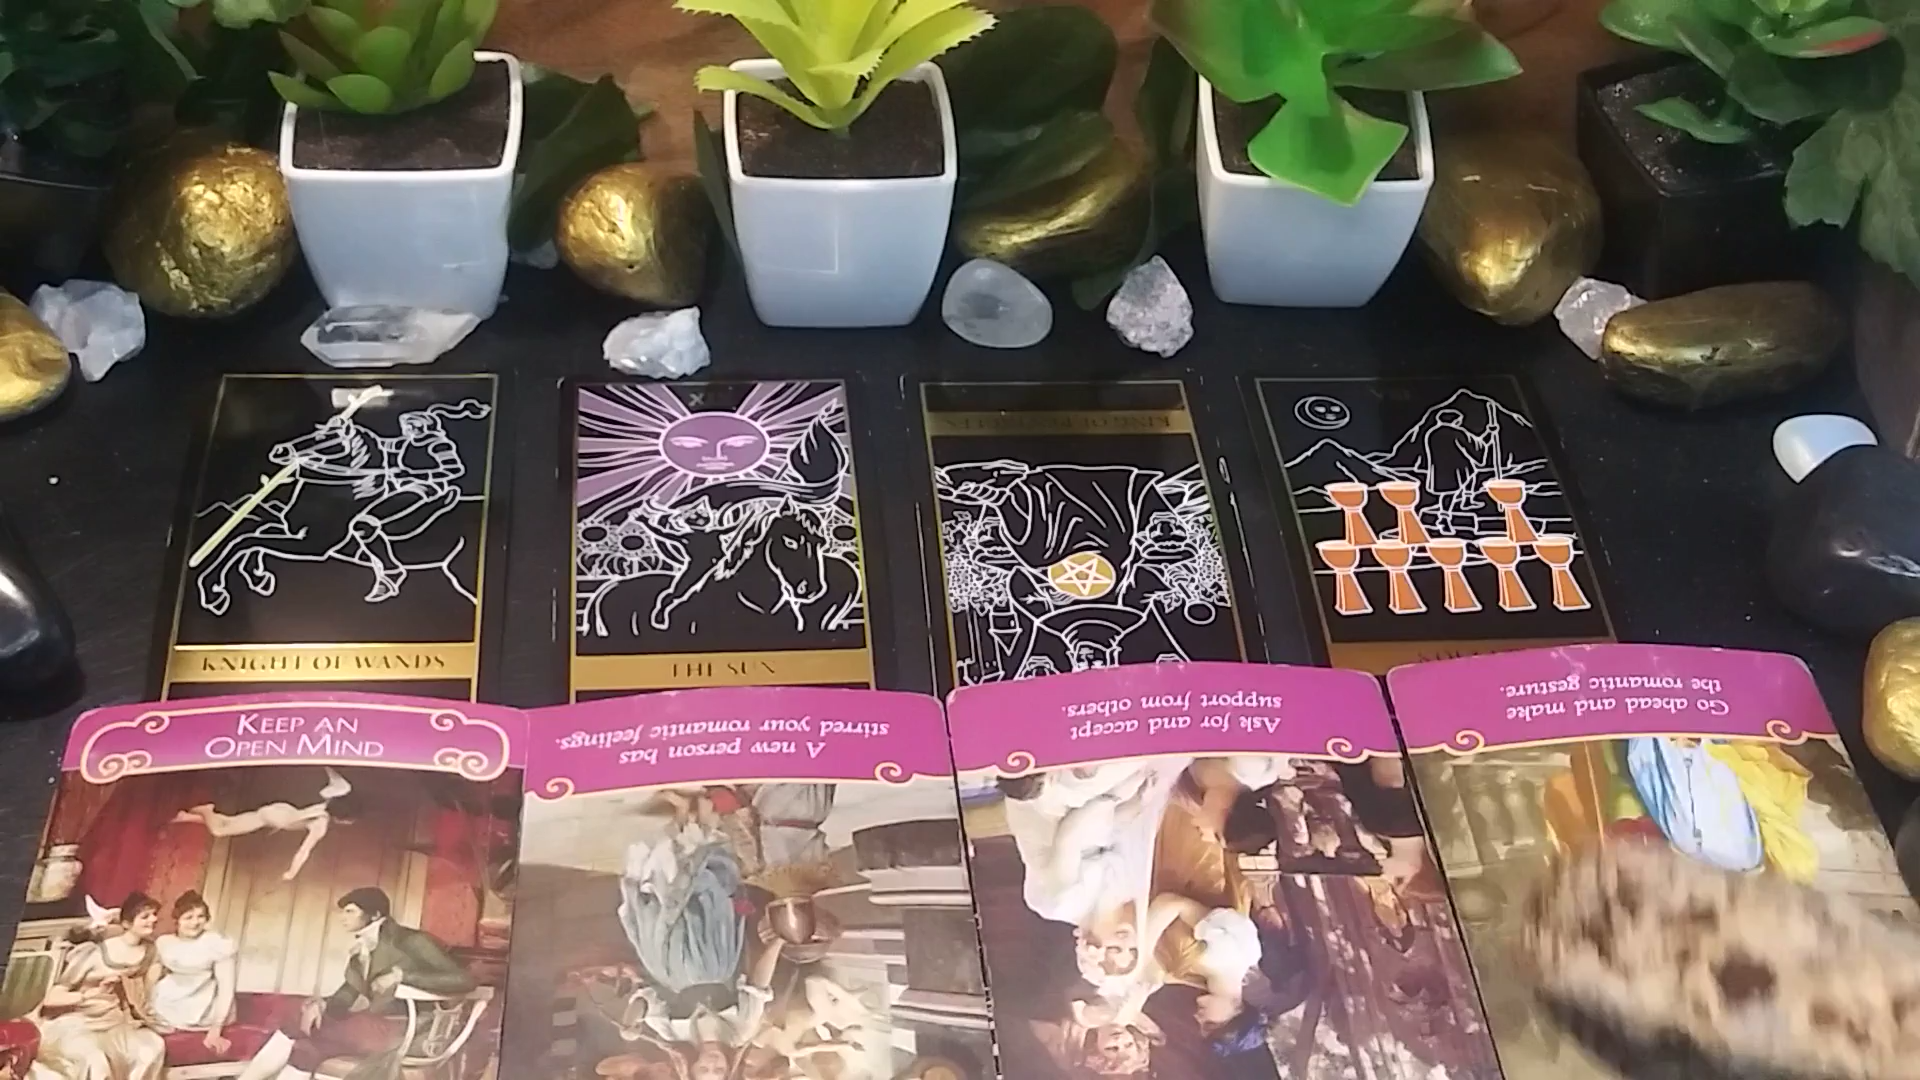 KING OF PENTACLES
KNIGHT OF WANDS
THE SUN
KEEP AN
OPEN MIND
A new person has
stirred your romantic feelings.
Ask for and accept
support from others.
Go ahead and make
the romantic gesture.